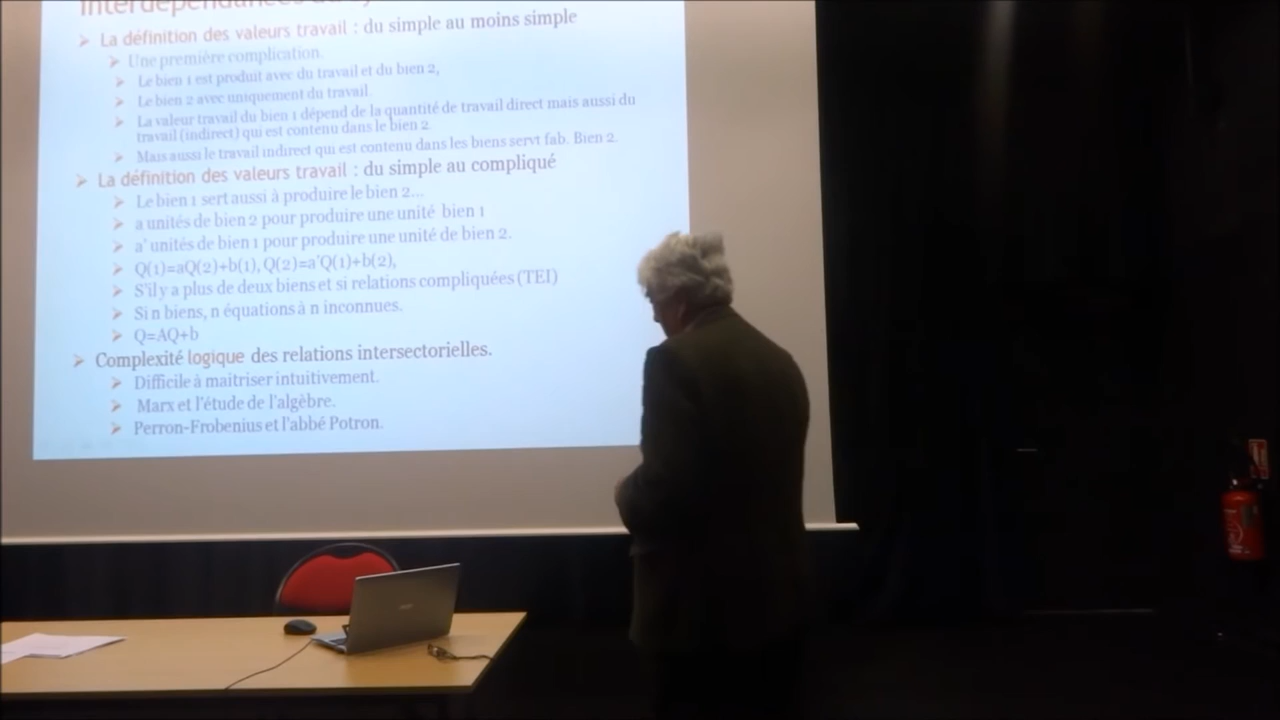 Interdépendances
➢ La définition des valeurs travail : du simple au moins simple
➢ Une première complication.
➢ Le bien 1 est produit avec du travail et du bien 2,
➢ Le bien 2 avec uniquement du travail
➢ La valeur travail du bien 1 dépend de la quantité de travail direct mais aussi du
travail (indirect) qui est contenu dans le bien 2.
➢ Mais aussi le travail indirect qui est contenu dans les biens servt fab. Bien 2.
➢ La définition des valeurs travail : du simple au compliqué
➢ Le bien 1 sert aussi à produire le bien 2...
➢ a unités de bien 2 pour produire une unité bien 1
➢ a' unités de bien 1 pour produire une unité de bien 2.
➢ Q(1)=aQ(2)+b(1), Q(2)=a'Q(1)+b(2),
➢ S'il y a plus de deux biens et si relations compliquées (TEI)
➢ Si n biens, n équations à n inconnues.
➢ Q=AQ+b
➢ Complexité logique des relations intersectorielles.
➢ Difficile à maitriser intuitivement.
➢ Marx et l'étude de l'algèbre.
➢ Perron-Frobenius et l'abbé Potron.
acer